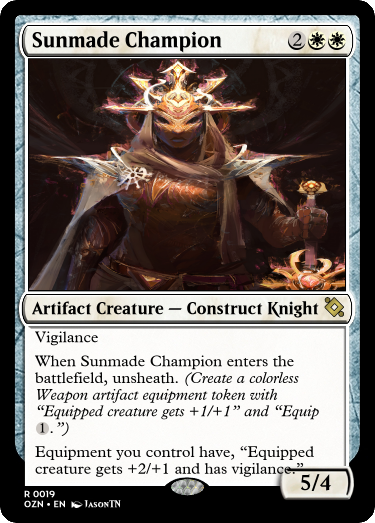 Sunmade Champion 2
Artifact Creature — Construct Knight
Vigilance
When Sunmade Champion enters the
battlefield, unsheath. (Create a colorless
Weapon artifact equipment token with
“Equipped creature gets +1/+1” and “Equip
1.”)
Equipment you control have, “Equipped
creature gets +2/+1 and has vigilance.”
5/4
R 0019
OZN • EN JASONTN